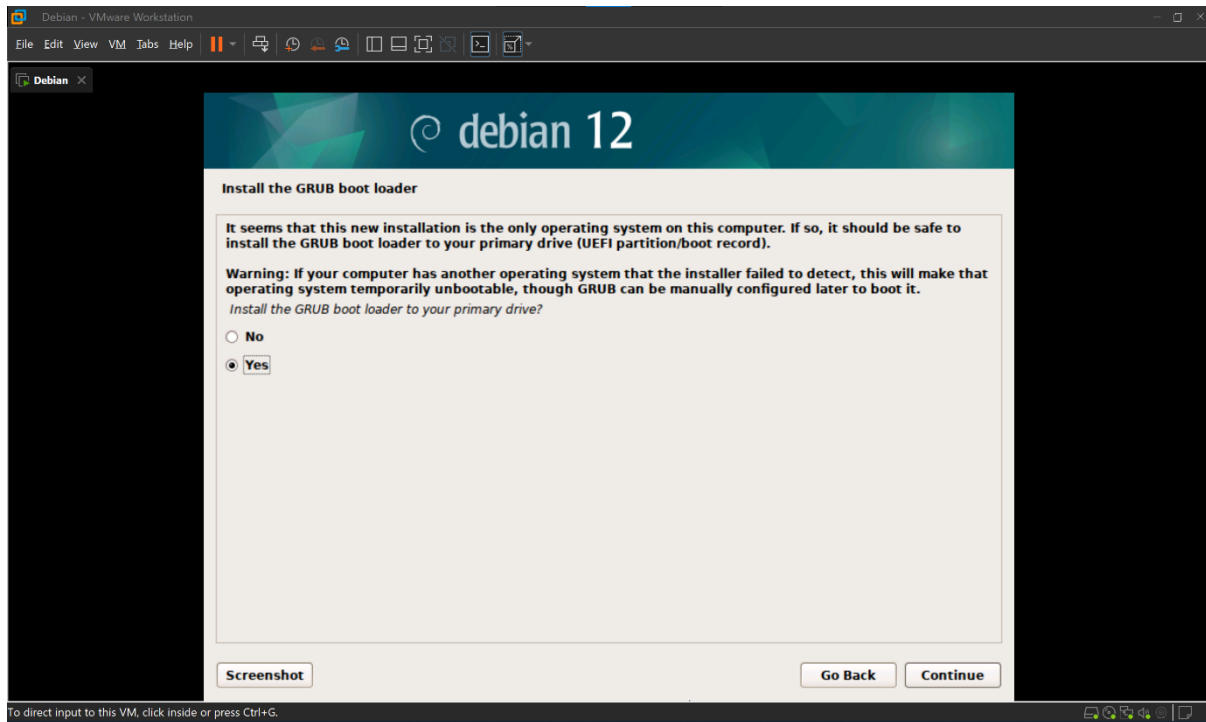 Debian - VMware Workstation
File Edit View VM Tabs Help
Debian
debian 12
Install the GRUB boot loader
It seems that this new installation is the only operating system on this computer. If so, it should be safe to
install the GRUB boot loader to your primary drive (UEFI partition/boot record).
Warning: If your computer has another operating system that the installer failed to detect, this will make that
operating system temporarily unbootable, though GRUB can be manually configured later to boot it.
Install the GRUB boot loader to your primary drive?
No
Yes
Screenshot
Go Back
Continue
To direct input to this VM, click inside or press Ctrl+G.